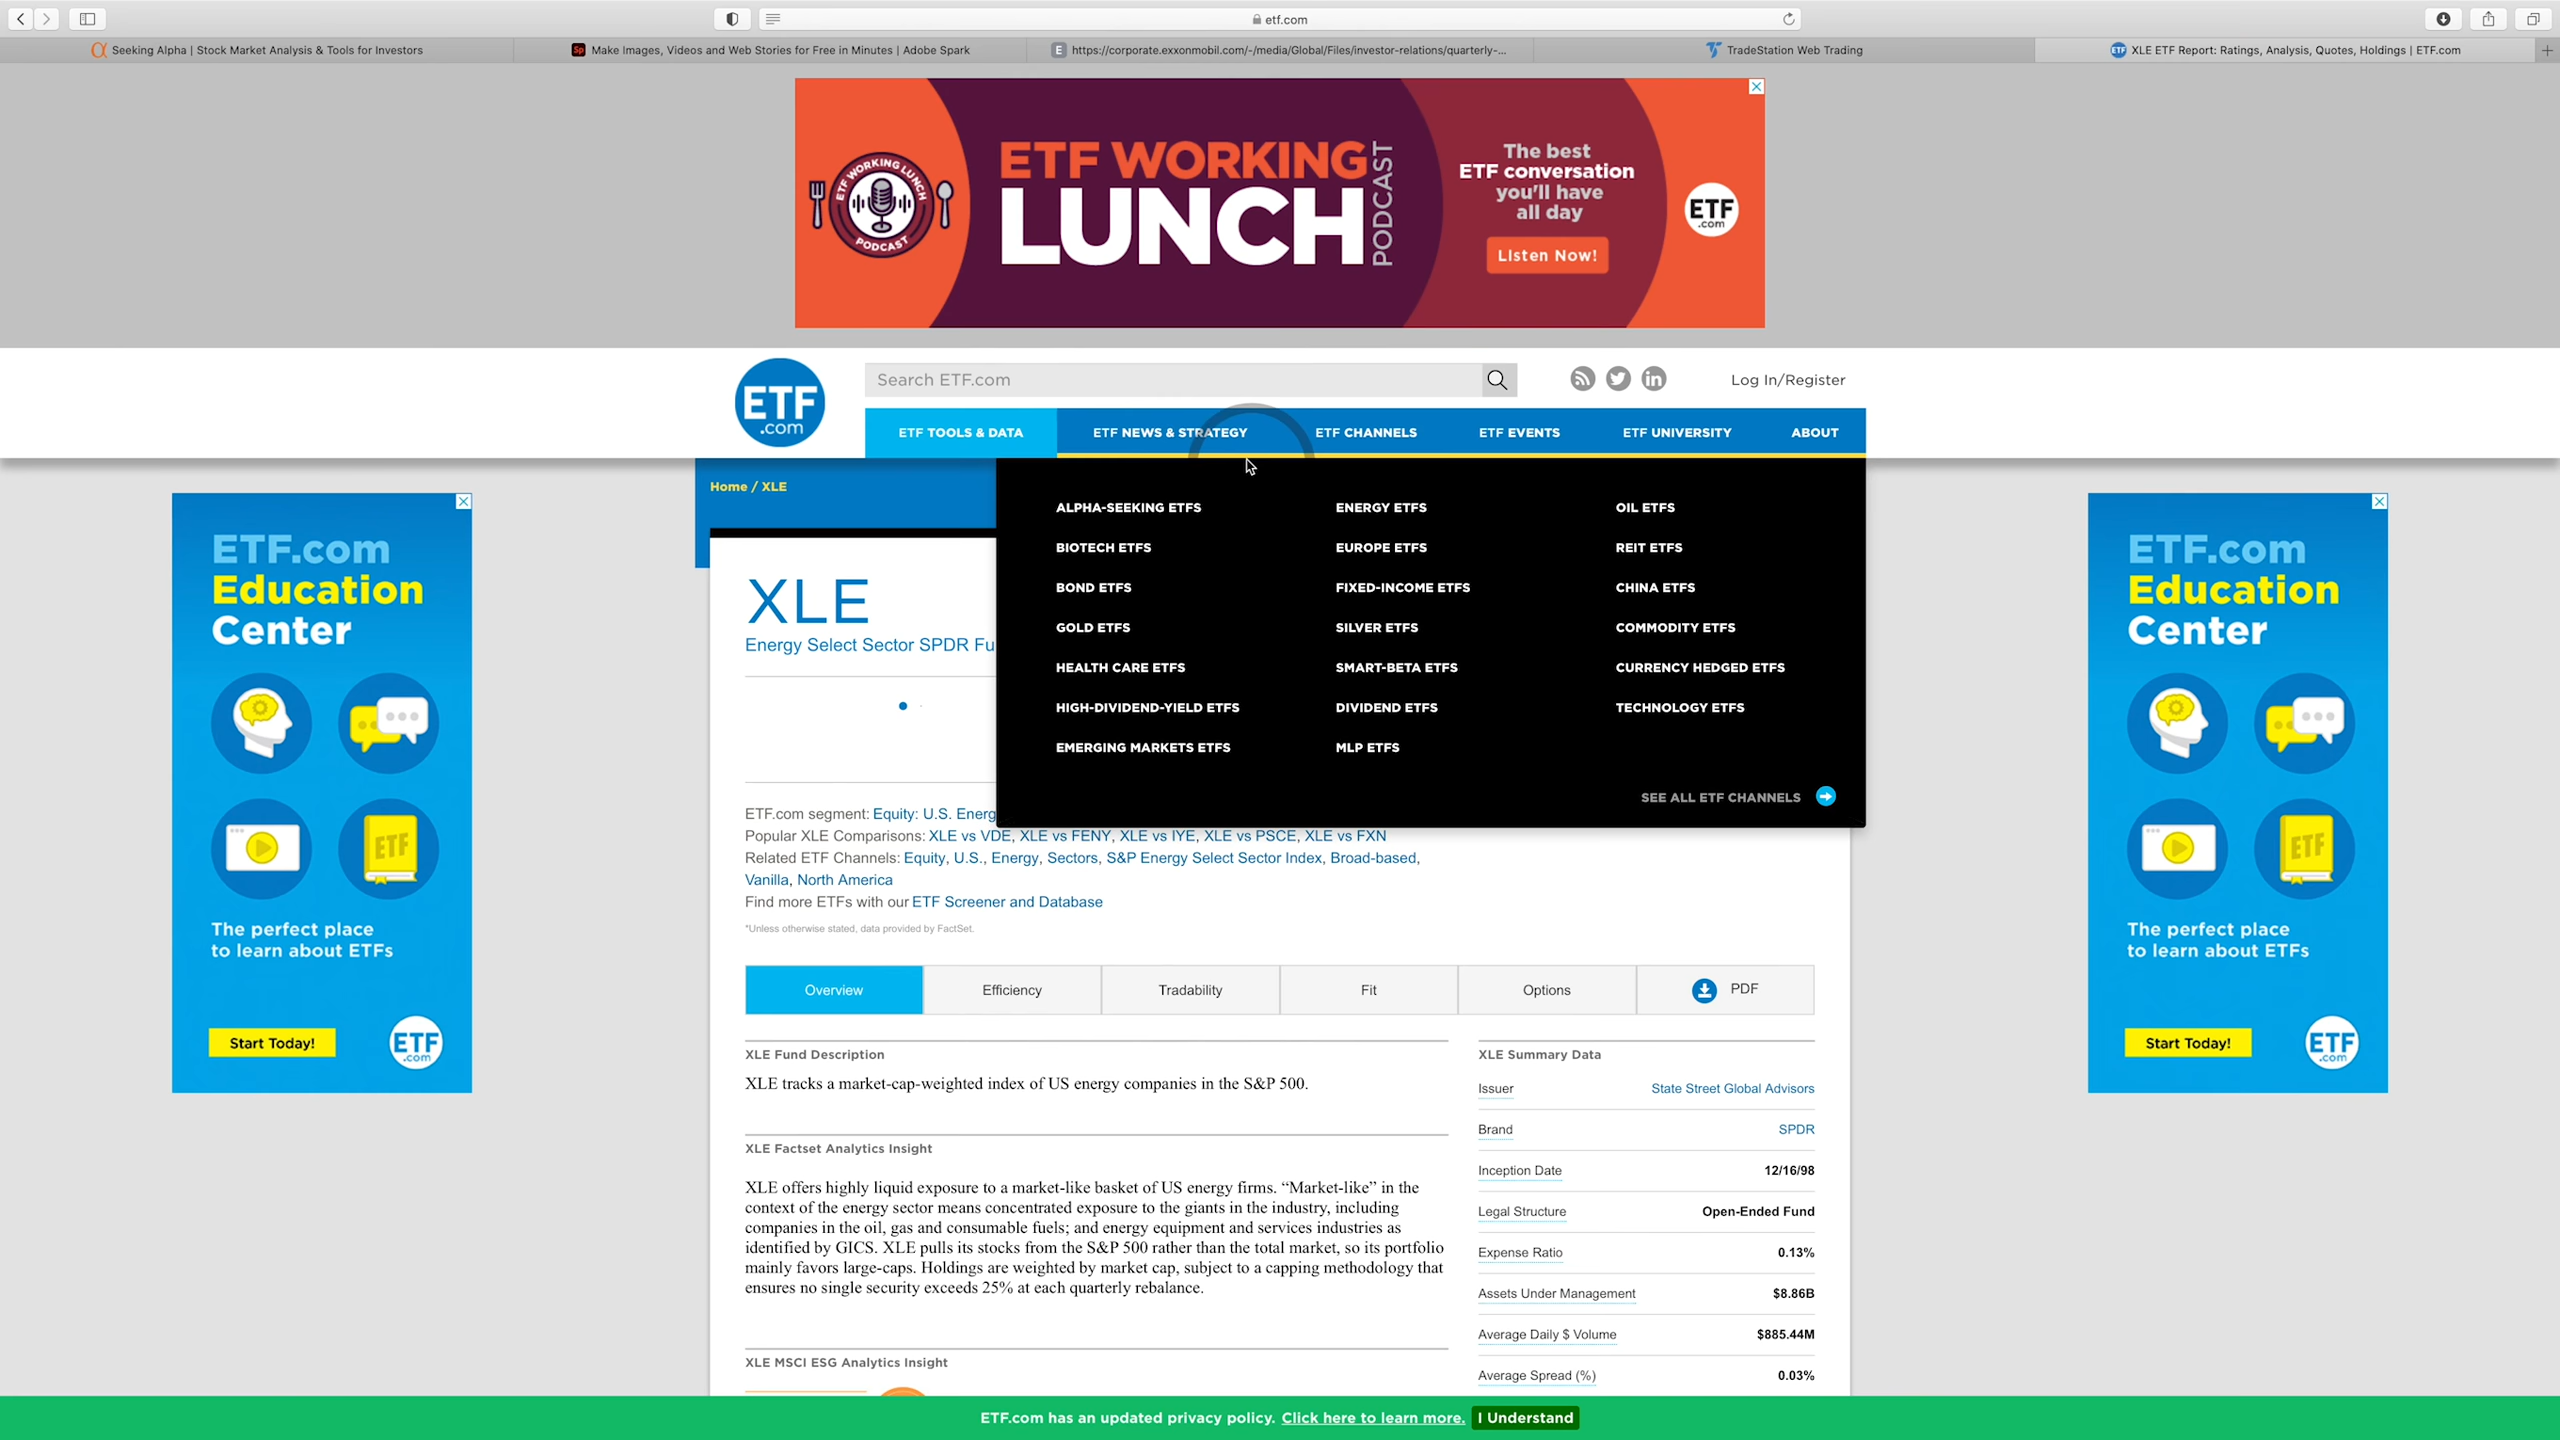 etf.com
Seeking Alpha | Stock Market Analysis & Tools for Investors
Sp Make Images, Videos and Web Stories for Free in Minutes | Adobe Spark
E https://corporate.exxonmobil.com/-/media/Global/Files/investor-relations/quarterly-...
TradeStation Web Trading
ETF XLE ETF Report: Ratings, Analysis, Quotes, Holdings | ETF.com
ETF WORKING LUNCH
PODCAST
ETF WORKING
LUNCH
PODCAST
The best
ETF conversation
you'll have
all day
Listen Now!
ETF
.com
ETF
.com
Search ETF.com
in
Log In/Register
ETF TOOLS & DATA
ETF NEWS & STRATEGY
ETF CHANNELS
ETF EVENTS
ETF UNIVERSITY
ABOUT
Home / XLE
ALPHA-SEEKING ETFS
ENERGY ETFS
OIL ETFS
BIOTECH ETFS
EUROPE ETFS
REIT ETFS
BOND ETFS
FIXED-INCOME ETFS
CHINA ETFS
GOLD ETFS
SILVER ETFS
COMMODITY ETFS
HEALTH CARE ETFS
SMART-BETA ETFS
CURRENCY HEDGED ETFS
HIGH-DIVIDEND-YIELD ETFS
DIVIDEND ETFS
TECHNOLOGY ETFS
EMERGING MARKETS ETFS
MLP ETFS
SEE ALL ETF CHANNELS
XLE
Energy Select Sector SPDR Fu
ETF.com segment: Equity: U.S. Energ
Popular XLE Comparisons: XLE vs VDE, XLE vs FENY, XLE vs IYE, XLE vs PSCE, XLE vs FXN
Related ETF Channels: Equity, U.S., Energy, Sectors, S&P Energy Select Sector Index, Broad-based,
Vanilla, North America
Find more ETFs with our ETF Screener and Database
*Unless otherwise stated, data provided by FactSet.
Overview
Efficiency
Tradability
Fit
Options
PDF
XLE Fund Description
XLE tracks a market-cap-weighted index of US energy companies in the S&P 500.
XLE Factset Analytics Insight
XLE offers highly liquid exposure to a market-like basket of US energy firms. “Market-like” in the
context of the energy sector means concentrated exposure to the giants in the industry, including
companies in the oil, gas and consumable fuels; and energy equipment and services industries as
identified by GICS. XLE pulls its stocks from the S&P 500 rather than the total market, so its portfolio
mainly favors large-caps. Holdings are weighted by market cap, subject to a capping methodology that
ensures no single security exceeds 25% at each quarterly rebalance.
XLE MSCI ESG Analytics Insight
XLE Summary Data
Issuer State Street Global Advisors
Brand SPDR
Inception Date 12/16/98
Legal Structure Open-Ended Fund
Expense Ratio 0.13%
Assets Under Management $8.86B
Average Daily $ Volume $885.44M
Average Spread (%) 0.03%
ETF.com
Education
Center
ETF
The perfect place
to learn about ETFs
Start Today!
ETF
.com
ETF.com
Education
Center
ETF
The perfect place
to learn about ETFs
Start Today!
ETF
.com
ETF.com has an updated privacy policy. Click here to learn more. I Understand